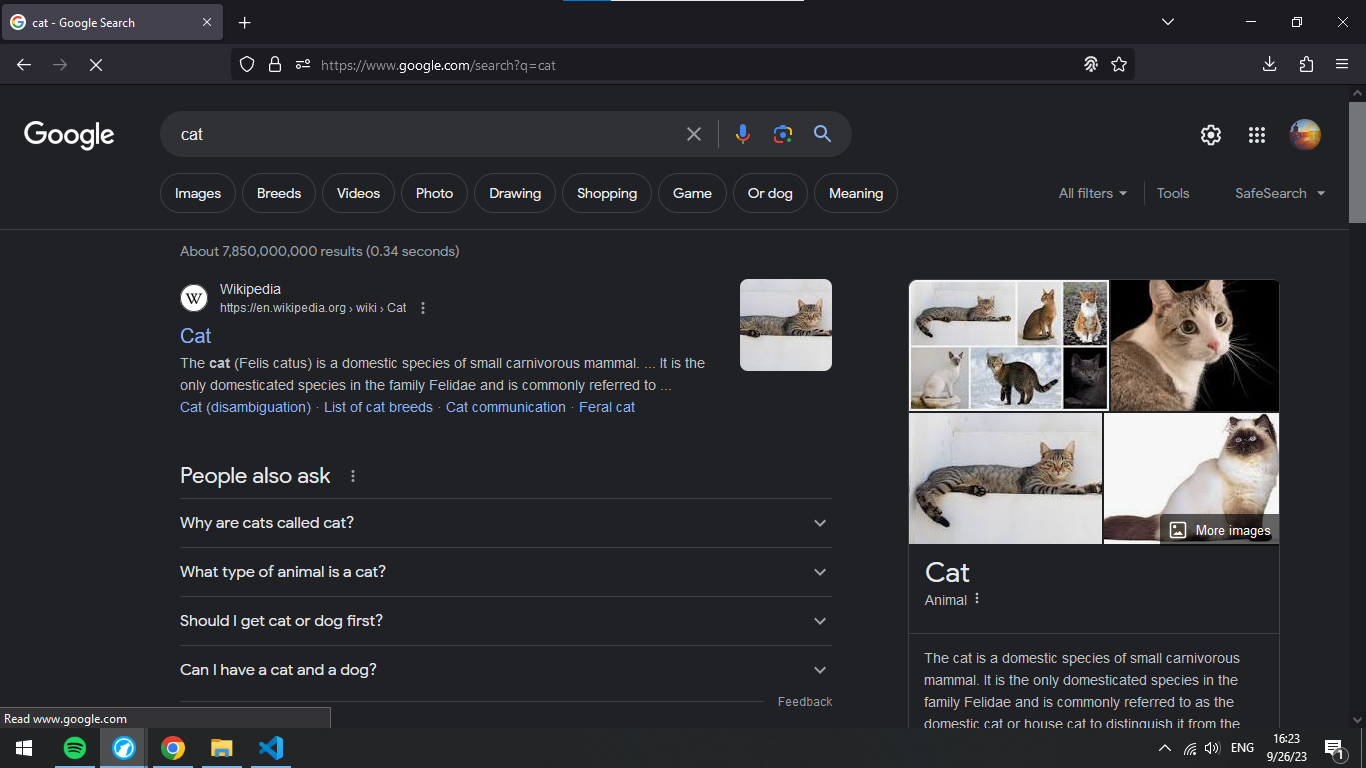 cat - Google Search
https://www.google.com/search?q=cat
Google
cat
Images
Breeds
Videos
Photo
Drawing
Shopping
Game
Or dog
Meaning
All filters
Tools
SafeSearch
About 7,850,000,000 results (0.34 seconds)
W
Wikipedia
https://en.wikipedia.org › wiki › Cat
Cat
The cat (Felis catus) is a domestic species of small carnivorous mammal. ... It is the
only domesticated species in the family Felidae and is commonly referred to ...
Cat (disambiguation) · List of cat breeds · Cat communication · Feral cat
People also ask
Why are cats called cat?
What type of animal is a cat?
Should I get cat or dog first?
Can I have a cat and a dog?
Feedback
More images
Cat
Animal
The cat is a domestic species of small carnivorous
mammal. It is the only domesticated species in the
family Felidae and is commonly referred to as the
domestic cat or house cat to distinguish it from the
Read www.google.com
ENG
16:23
9/26/23
1